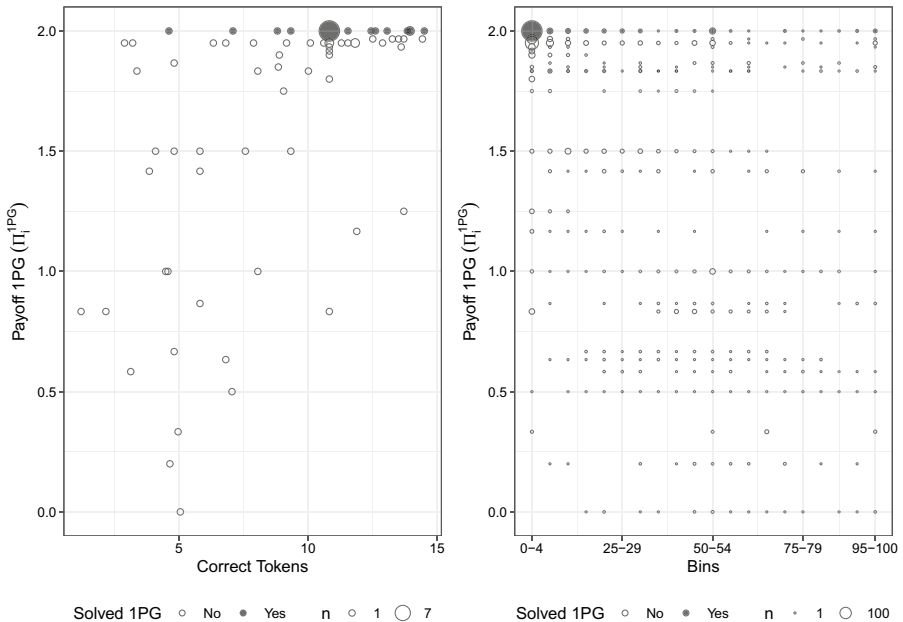 2.0
1.5
1.0
0.5
0.0
Payoff 1PG (Π_i^1PG)
5 10 15
Correct Tokens
Solved 1PG No Yes n 1 7
2.0
1.5
1.0
0.5
0.0
Payoff 1PG (Π_i^1PG)
0−4 25−29 50−54 75−79 95−100
Bins
Solved 1PG No Yes n 1 100